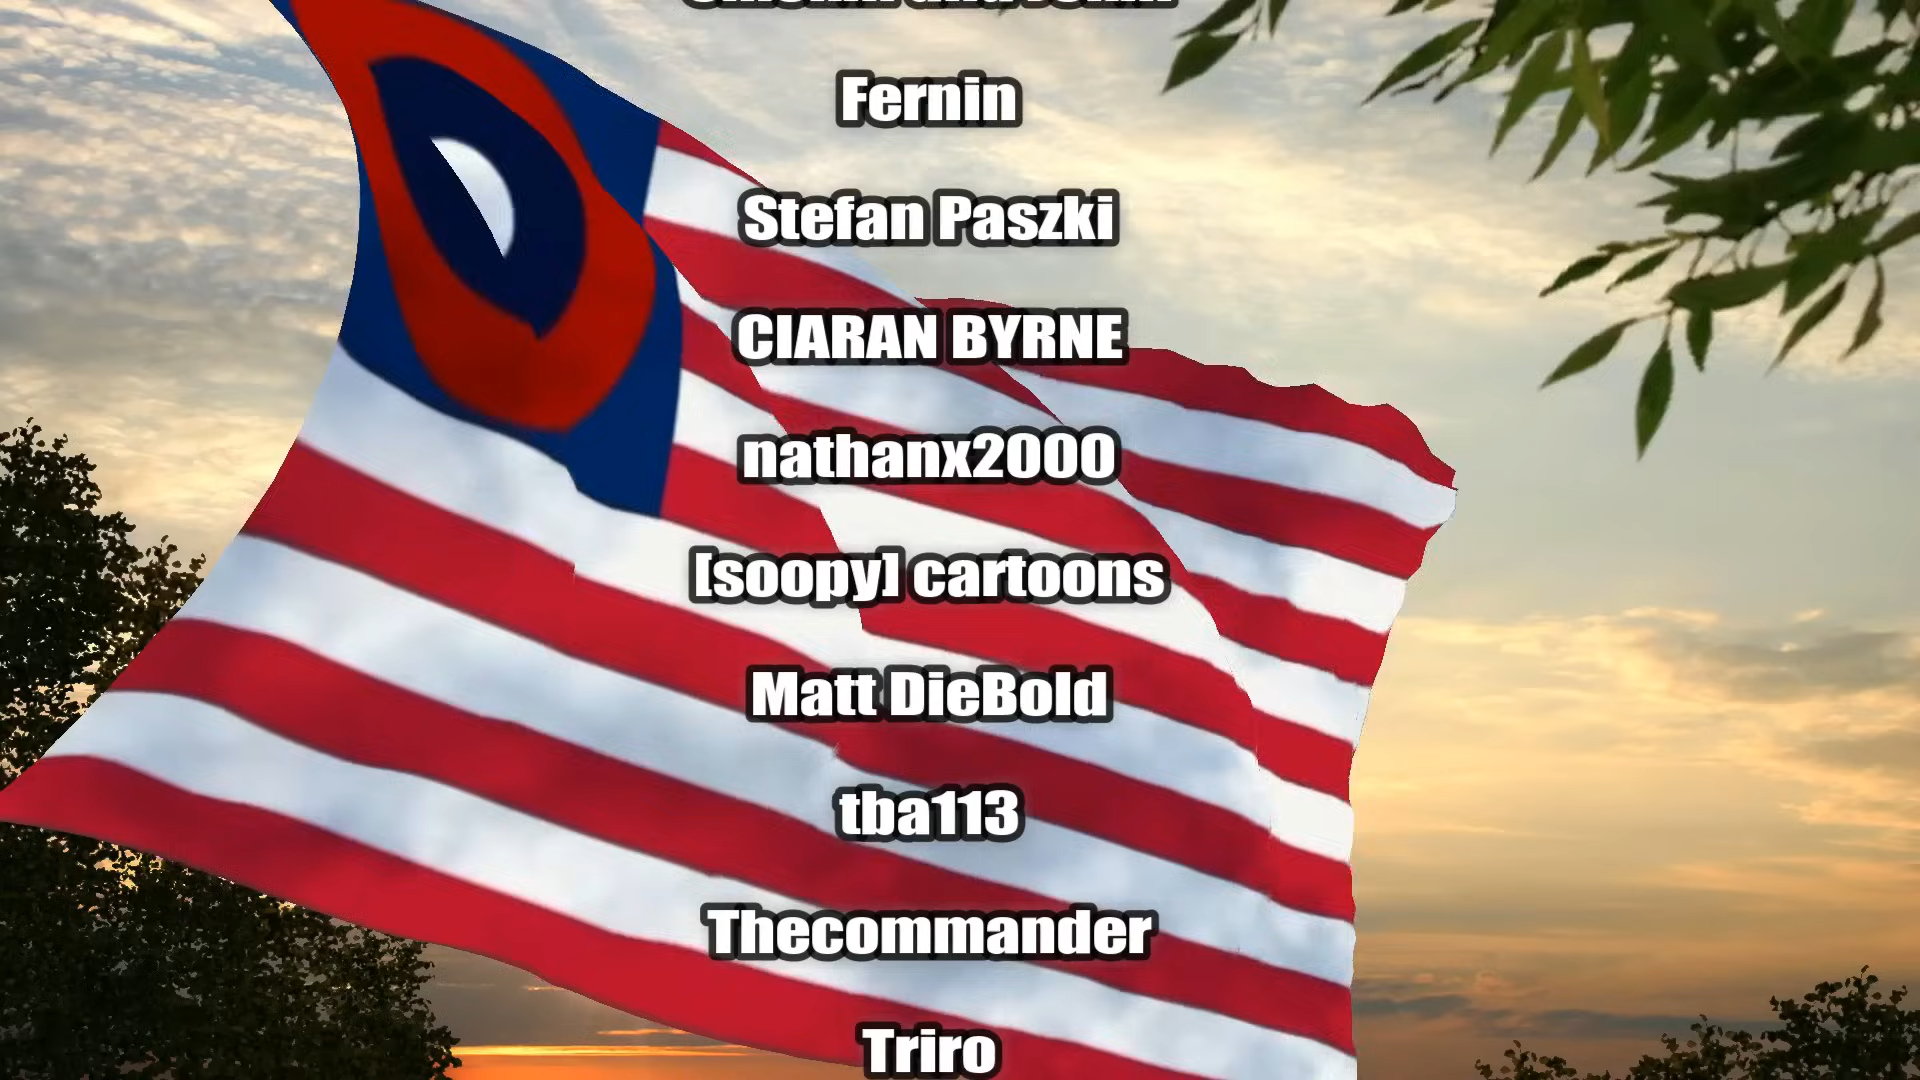 Fernin
Stefan Paszki
CIARAN BYRNE
nathanx2000
[soopy] cartoons
Matt DieBold
tba113
Thecommander
Triro